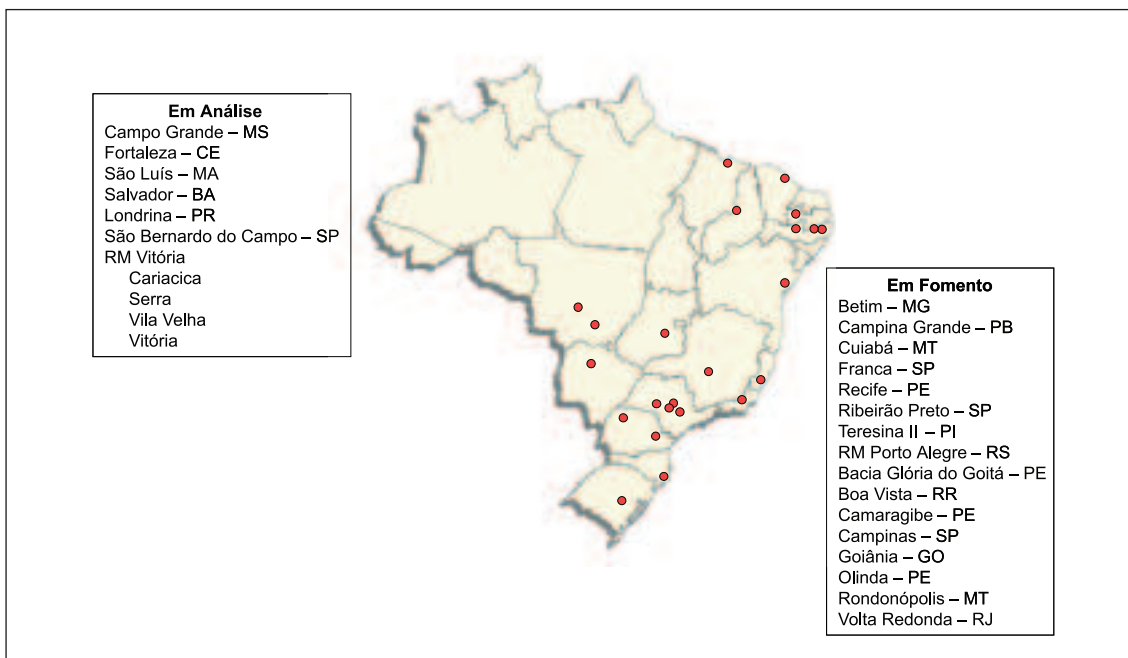 Em Análise
Campo Grande – MS
Fortaleza – CE
São Luís – MA
Salvador – BA
Londrina – PR
São Bernardo do Campo – SP
RM Vitória
Cariacica
Serra
Vila Velha
Vitória
Em Fomento
Betim – MG
Campina Grande – PB
Cuiabá – MT
Franca – SP
Recife – PE
Ribeirão Preto – SP
Teresina II – PI
RM Porto Alegre – RS
Bacia Glória do Goitá – PE
Boa Vista – RR
Camaragibe – PE
Campinas – SP
Goiânia – GO
Olinda – PE
Rondonópolis – MT
Volta Redonda – RJ